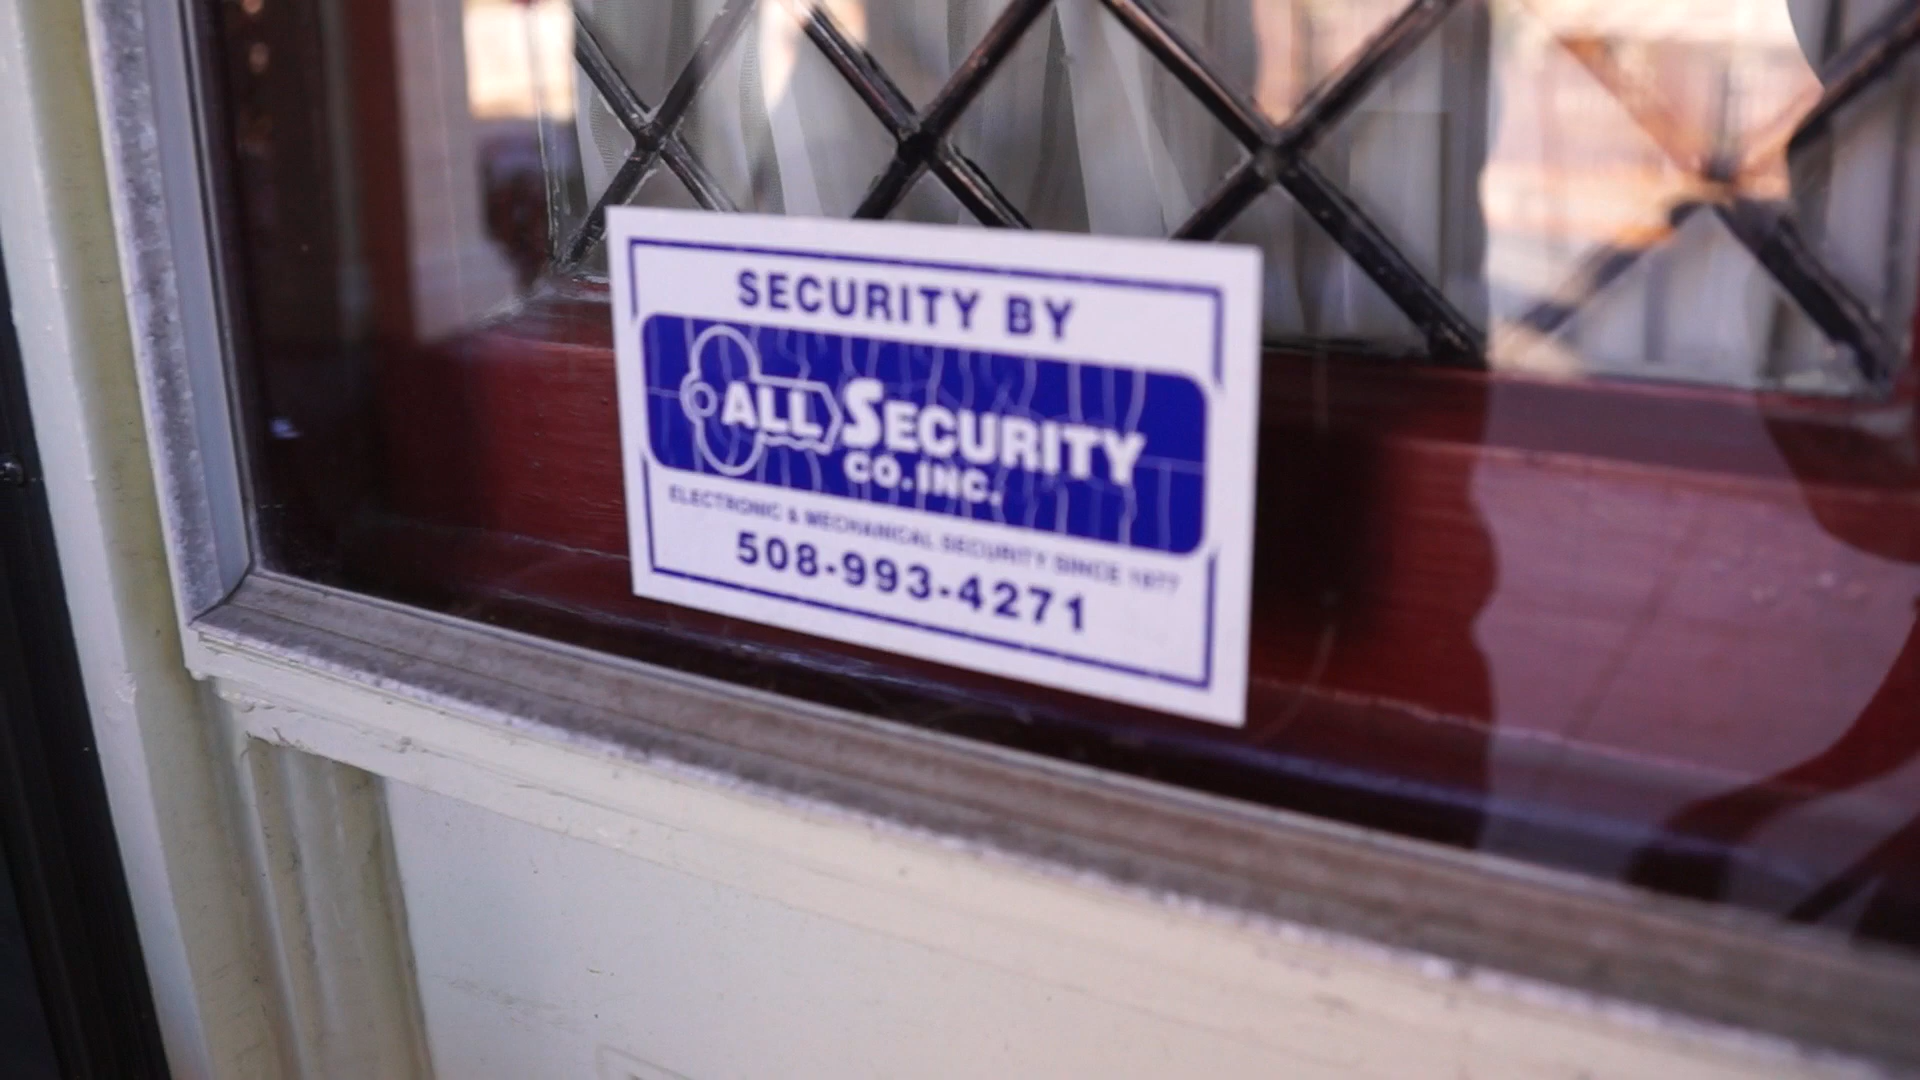 SECURITY BY
ALL SECURITY
CO. INC.
ELECTRONIC & MECHANICAL SECURITY SINCE 1977
508-993-4271